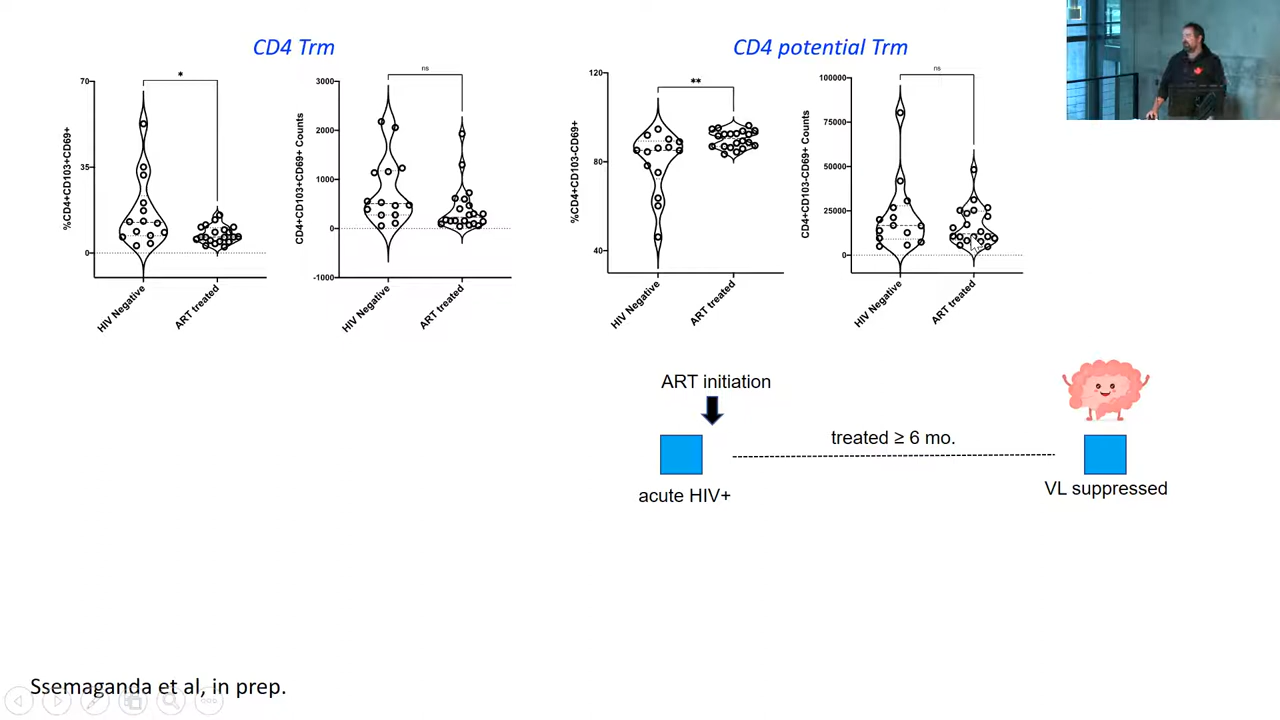 CD4 Trm
CD4 potential Trm
*
70
35
0
%CD4+CD103+CD69+
HIV Negative
ART treated
ns
3000
2000
1000
0
-1000
CD4+CD103+CD69+ Counts
HIV Negative
ART treated
**
120
80
40
%CD4+CD103-CD69+
HIV Negative
ART treated
ns
100000
75000
50000
25000
0
CD4+CD103-CD69+ Counts
HIV Negative
ART treated
ART initiation
treated ≥ 6 mo.
acute HIV+
VL suppressed
Ssemaganda et al, in prep.